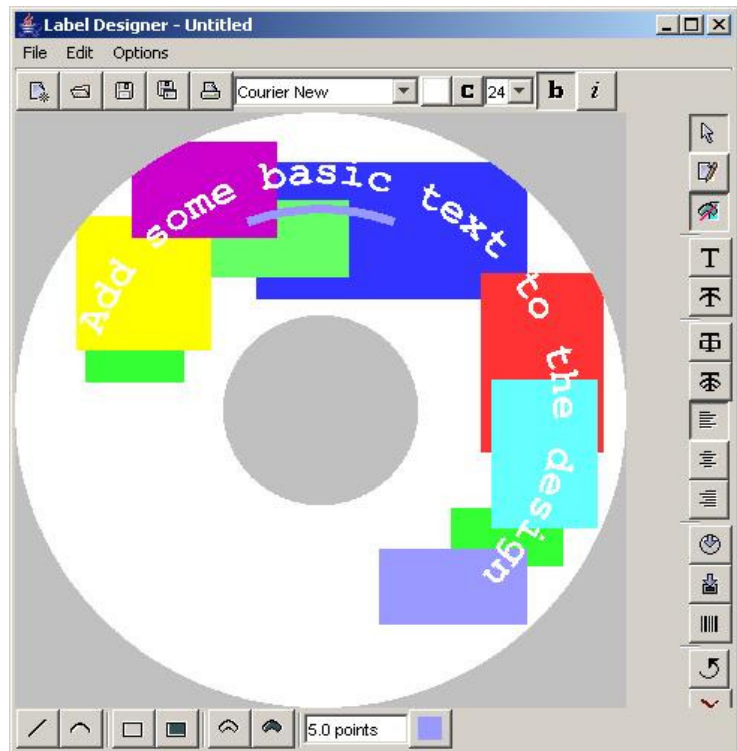 Label Designer - Untitled
File Edit Options
Courier New c 24 b i
Add some basic text to the design
T
5.0 points